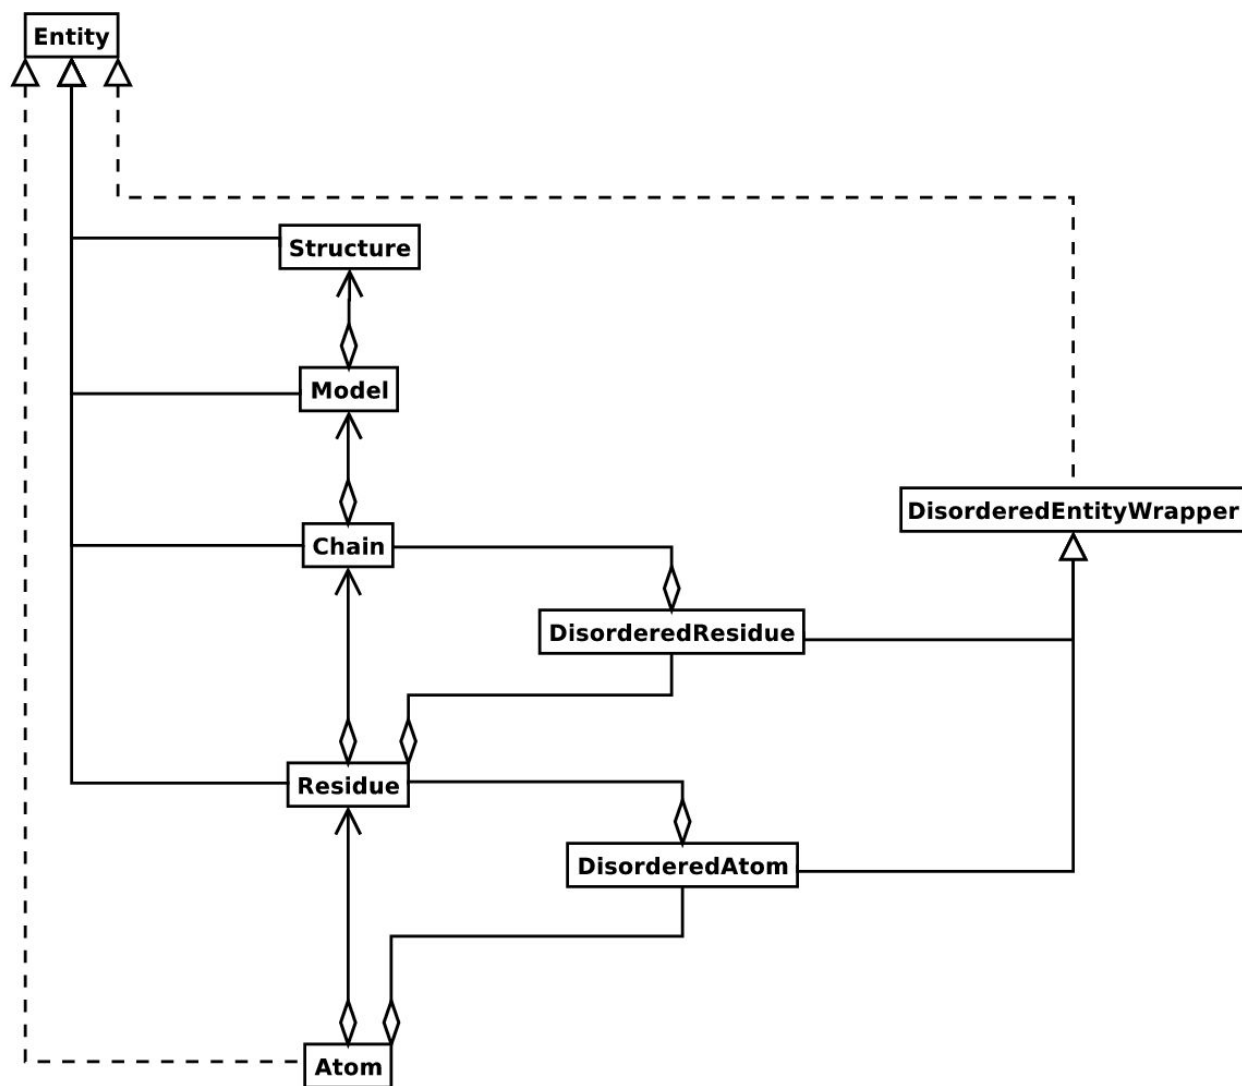 Entity
Structure
Model
DisorderedEntityWrapper
Chain
DisorderedResidue
Residue
DisorderedAtom
Atom